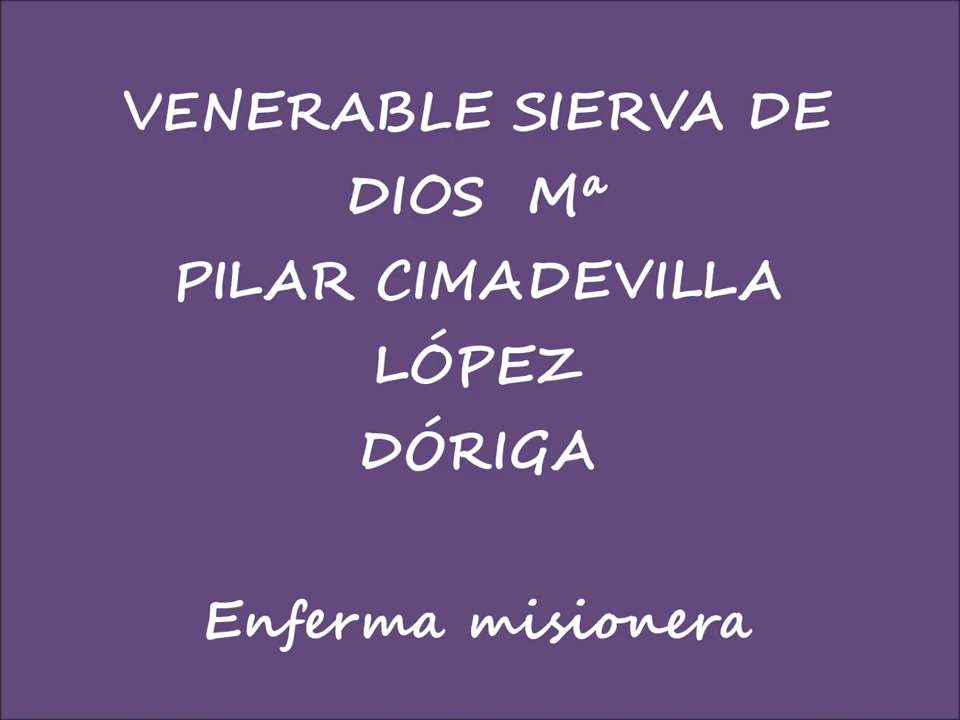 VENERABLE SIERVA DE
DIOS Mª
PILAR CIMADEVILLA
LÓPEZ
DÓRIGA
Enferma misionera